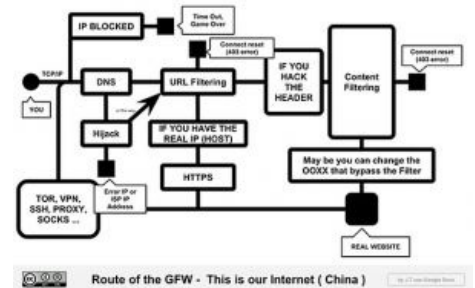 IP BLOCKED
Time Out,
Game Over
TCP/IP
YOU
DNS
URL Filtering
Connect reset
(403 error)
IF YOU
HACK
THE
HEADER
Content
Filtering
Connect reset
(403 error)
Hijack
IF YOU HAVE THE
REAL IP (HOST)
HTTPS
Error IP or
ISP IP
Address
TOR, VPN,
SSH, PROXY,
SOCKS ...
May be you can change the
OOXX that bypass the Filter
REAL WEBSITE
Route of the GFW - This is our Internet ( China )